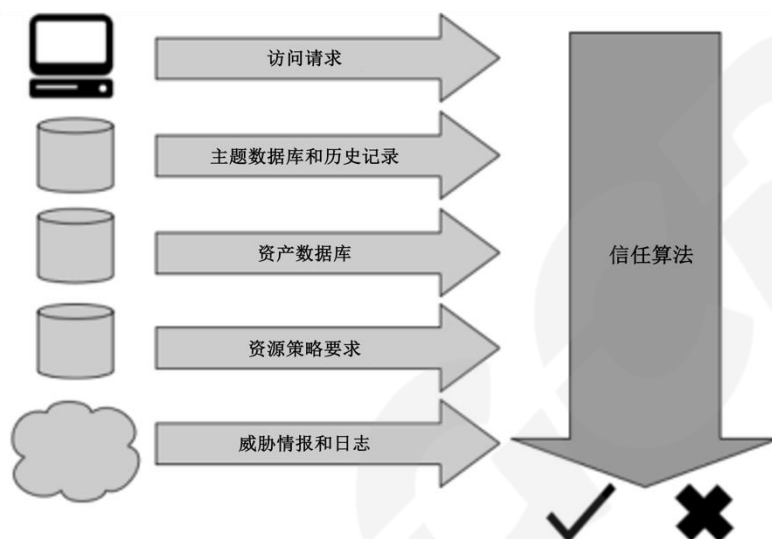 访问请求
主题数据库和历史记录
资产数据库
资源策略要求
威胁情报和日志
信任算法